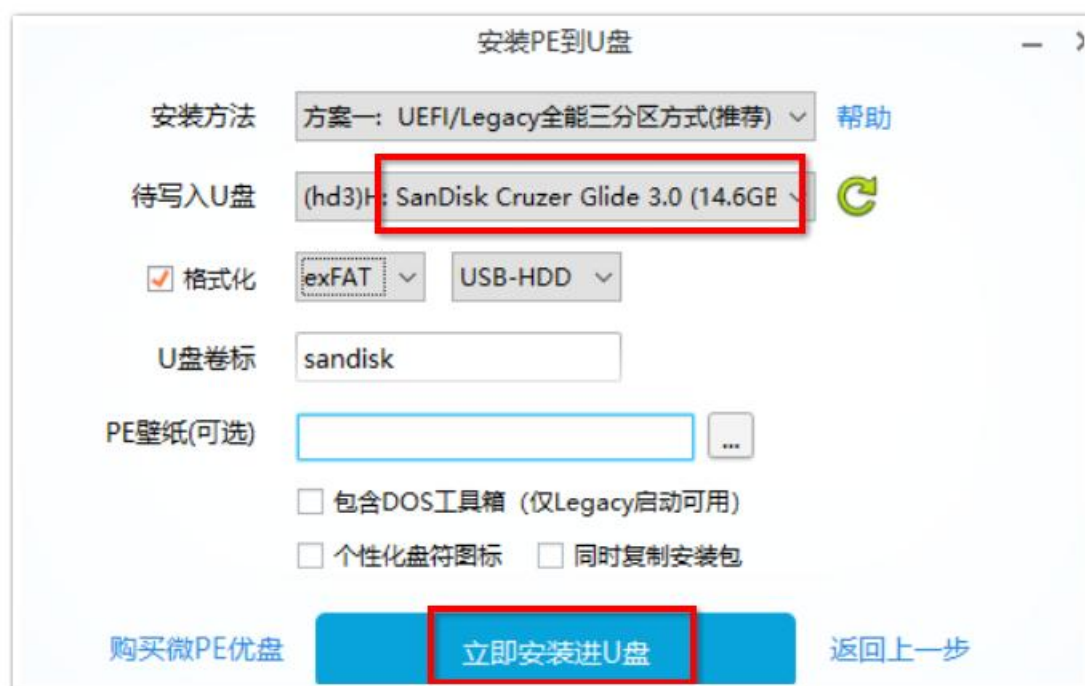 安装PE到U盘
安装方法 方案一：UEFI/Legacy全能三分区方式(推荐) 帮助
待写入U盘 (hd3)H: SanDisk Cruzer Glide 3.0 (14.6GB
格式化 exFAT USB-HDD
U盘卷标 sandisk
PE壁纸(可选) ...
包含DOS工具箱（仅Legacy启动可用）
个性化盘符图标 同时复制安装包
购买微PE优盘 立即安装进U盘 返回上一步